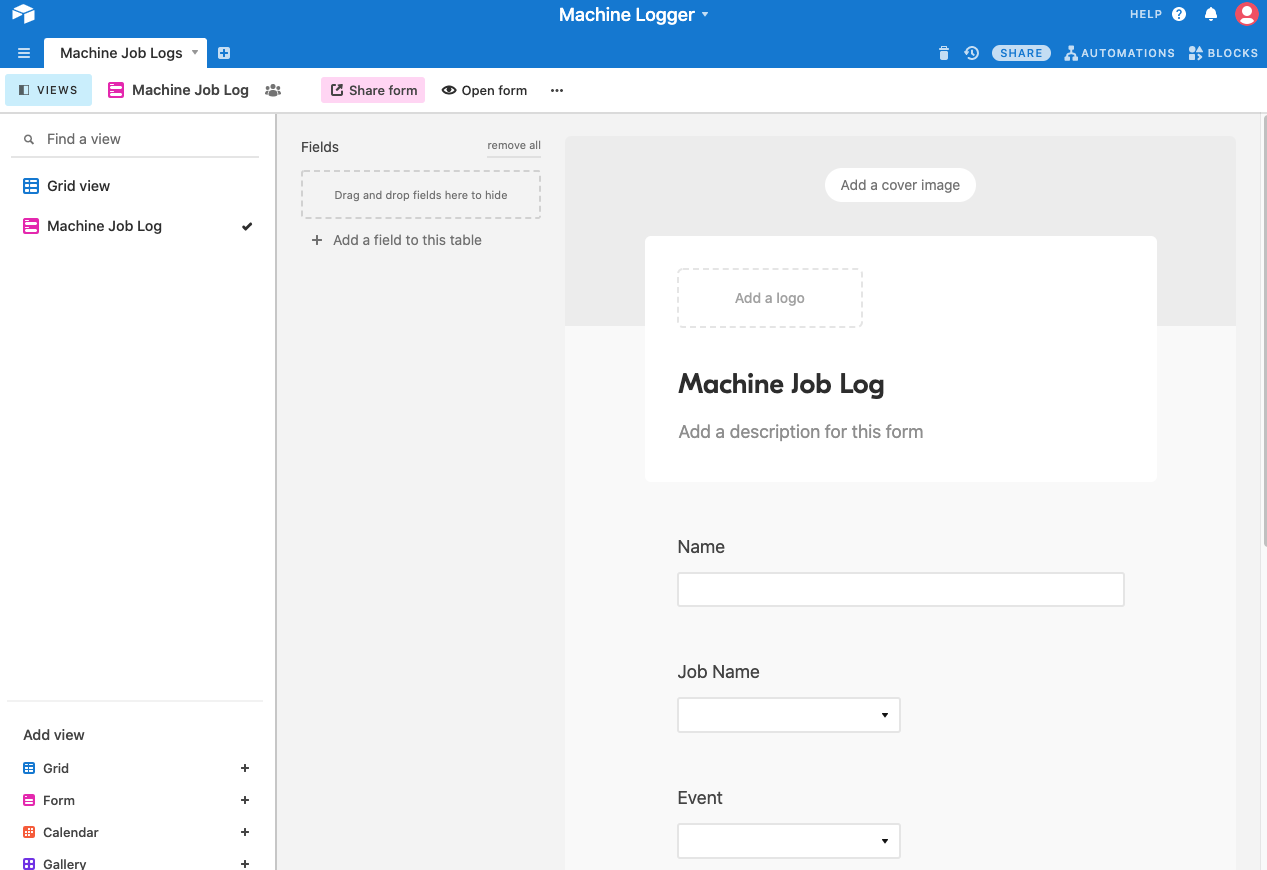 Machine Logger
HELP
Machine Job Logs
SHARE
AUTOMATIONS
BLOCKS
VIEWS
Machine Job Log
Share form
Open form
Find a view
Grid view
Machine Job Log
Add view
Grid
Form
Calendar
Gallery
Fields
remove all
Drag and drop fields here to hide
Add a field to this table
Add a cover image
Add a logo
Machine Job Log
Add a description for this form
Name
Job Name
Event